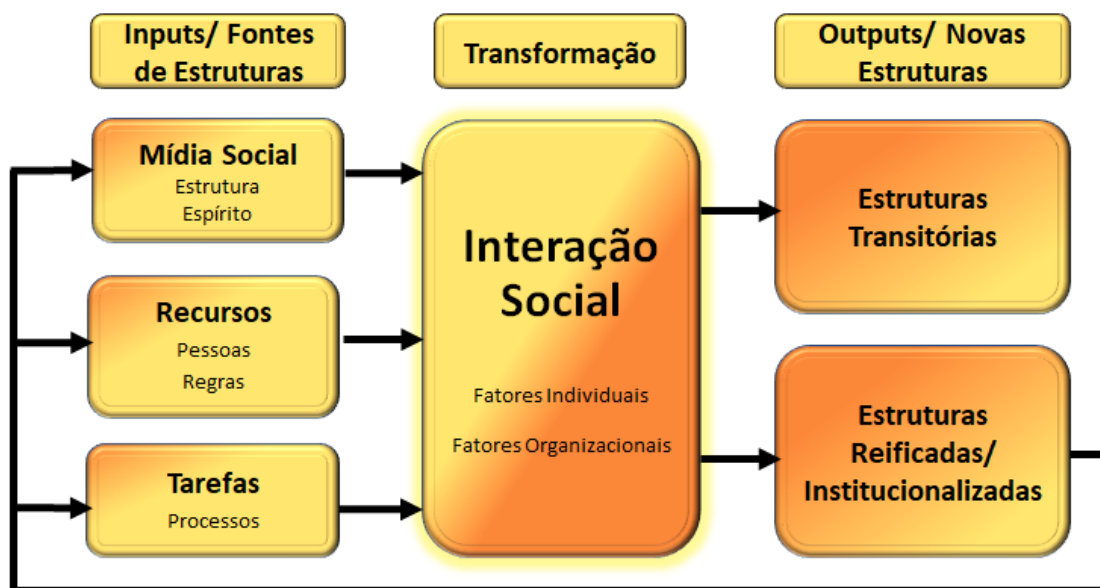 Inputs/ Fontes
de Estruturas
Transformação
Outputs/ Novas
Estruturas
Mídia Social
Estrutura
Espírito
Recursos
Pessoas
Regras
Tarefas
Processos
Interação
Social
Fatores Individuais
Fatores Organizacionais
Estruturas
Transitórias
Estruturas
Reificadas/
Institucionalizadas